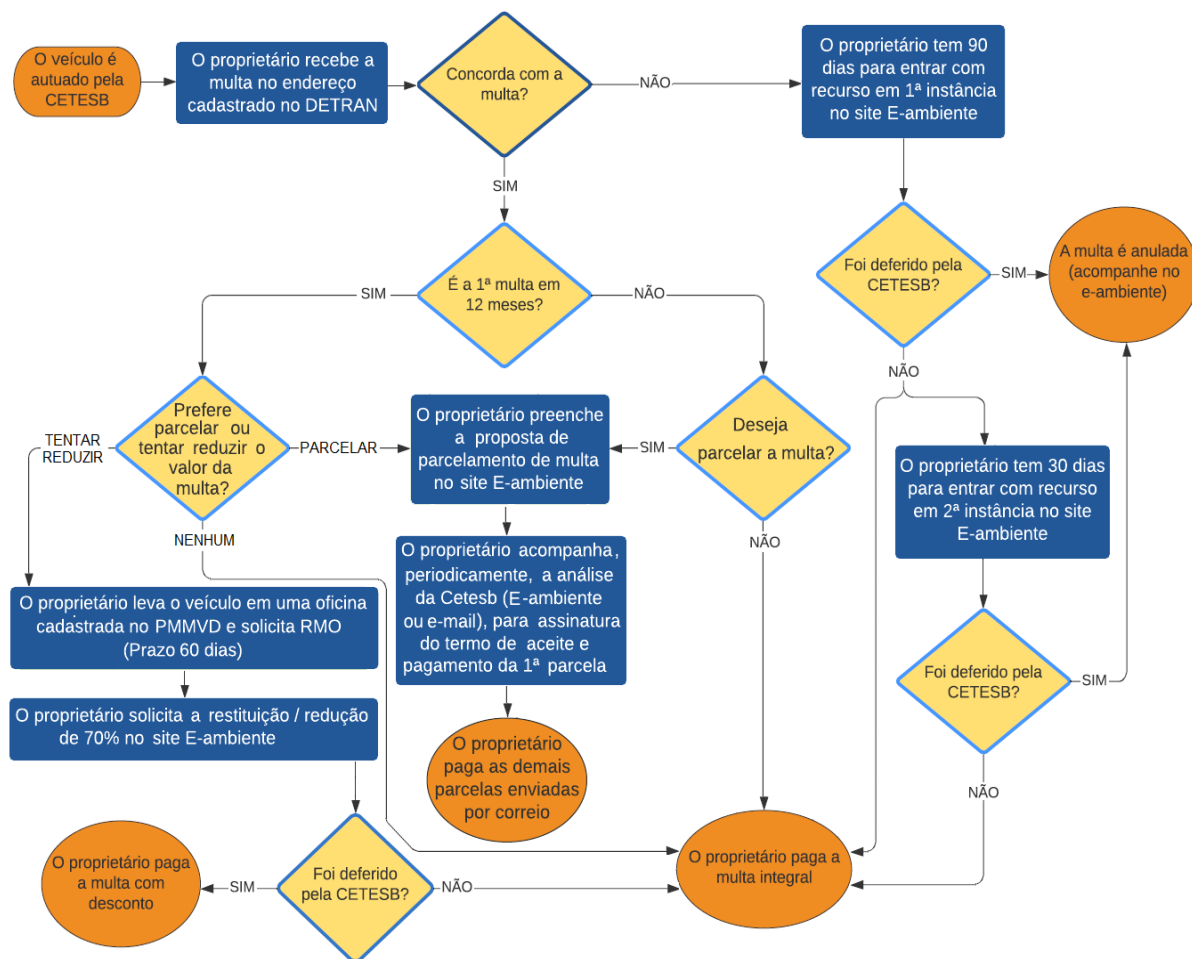 O veículo é
autuado pela
CETESB
O proprietário recebe a
multa no endereço
cadastrado no DETRAN
Concorda com a
multa?
NÃO
O proprietário tem 90
dias para entrar com
recurso em 1ª instância
no site E-ambiente
SIM
É a 1ª multa em
12 meses?
SIM
NÃO
Foi deferido pela
CETESB?
SIM
A multa é anulada
(acompanhe no
e-ambiente)
NÃO
Prefere
parcelar ou
tentar reduzir o
valor da
multa?
TENTAR
REDUZIR
PARCELAR
NENHUM
O proprietário preenche
a proposta de
parcelamento de multa
no site E-ambiente
SIM
Deseja
parcelar a multa?
NÃO
O proprietário tem 30 dias
para entrar com recurso
em 2ª instância no site
E-ambiente
O proprietário acompanha,
periodicamente, a análise
da Cetesb (E-ambiente
ou e-mail), para assinatura
do termo de aceite e
pagamento da 1ª parcela
O proprietário leva o veículo em uma oficina
cadastrada no PMMVD e solicita RMO
(Prazo 60 dias)
O proprietário solicita a restituição / redução
de 70% no site E-ambiente
Foi deferido pela
CETESB?
SIM
NÃO
O proprietário
paga as demais
parcelas enviadas
por correio
O proprietário paga
a multa com
desconto
SIM
Foi deferido
pela CETESB?
NÃO
O proprietário paga a
multa integral